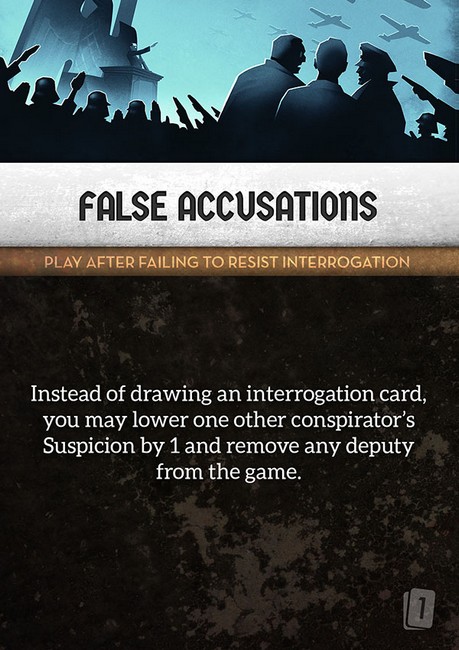 FALSE ACCUSATIONS
PLAY AFTER FAILING TO RESIST INTERROGATION
Instead of drawing an interrogation card,
you may lower one other conspirator’s
Suspicion by 1 and remove any deputy
from the game.
1